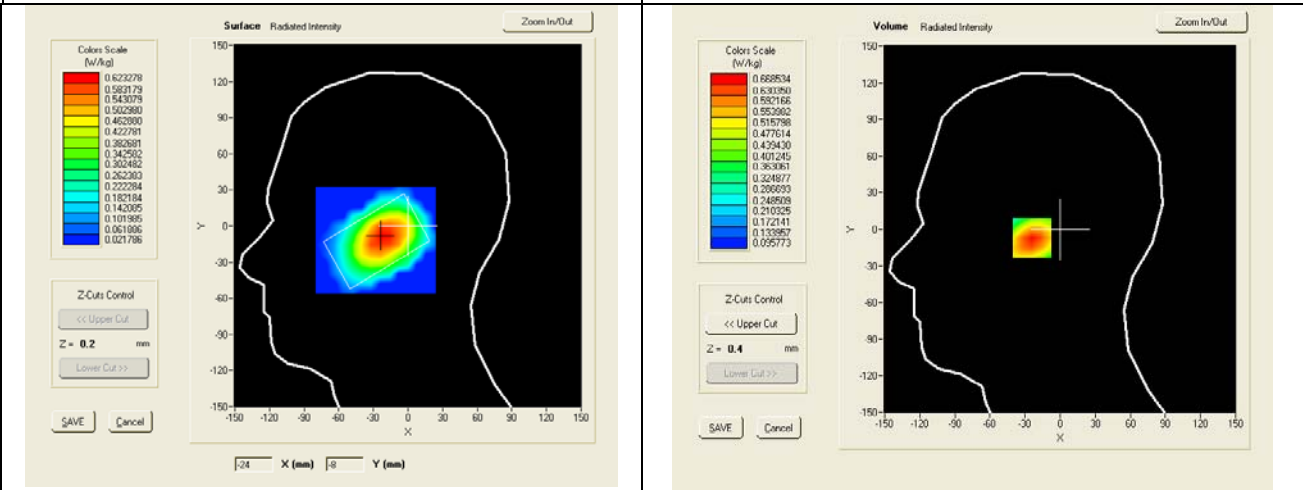 Surface Radiated Intensity
Zoom In/Out
Colors Scale
(W/kg)
0.623278
0.583179
0.543079
0.502980
0.462880
0.422781
0.382681
0.342582
0.302482
0.262383
0.222284
0.182184
0.142085
0.101985
0.061886
0.021786
150
120
90
60
30
0
-30
-60
-90
-120
-150
Y
-150 -120 -90 -60 -30 0 30 60 90 120 150
X
Z-Cuts Control
<< Upper Cut
Z = 0.2 mm
Lower Cut >>
SAVE Cancel
-24 X (mm) -8 Y (mm)
Volume Radiated Intensity
Zoom In/Out
Colors Scale
(W/kg)
0.668534
0.630350
0.592166
0.553982
0.515798
0.477614
0.439430
0.401245
0.363061
0.324877
0.286693
0.248509
0.210325
0.172141
0.133957
0.095773
150
120
90
60
30
0
-30
-60
-90
-120
-150
Y
-150 -120 -90 -60 -30 0 30 60 90 120 150
X
Z-Cuts Control
<< Upper Cut
Z = 0.4 mm
Lower Cut >>
SAVE Cancel